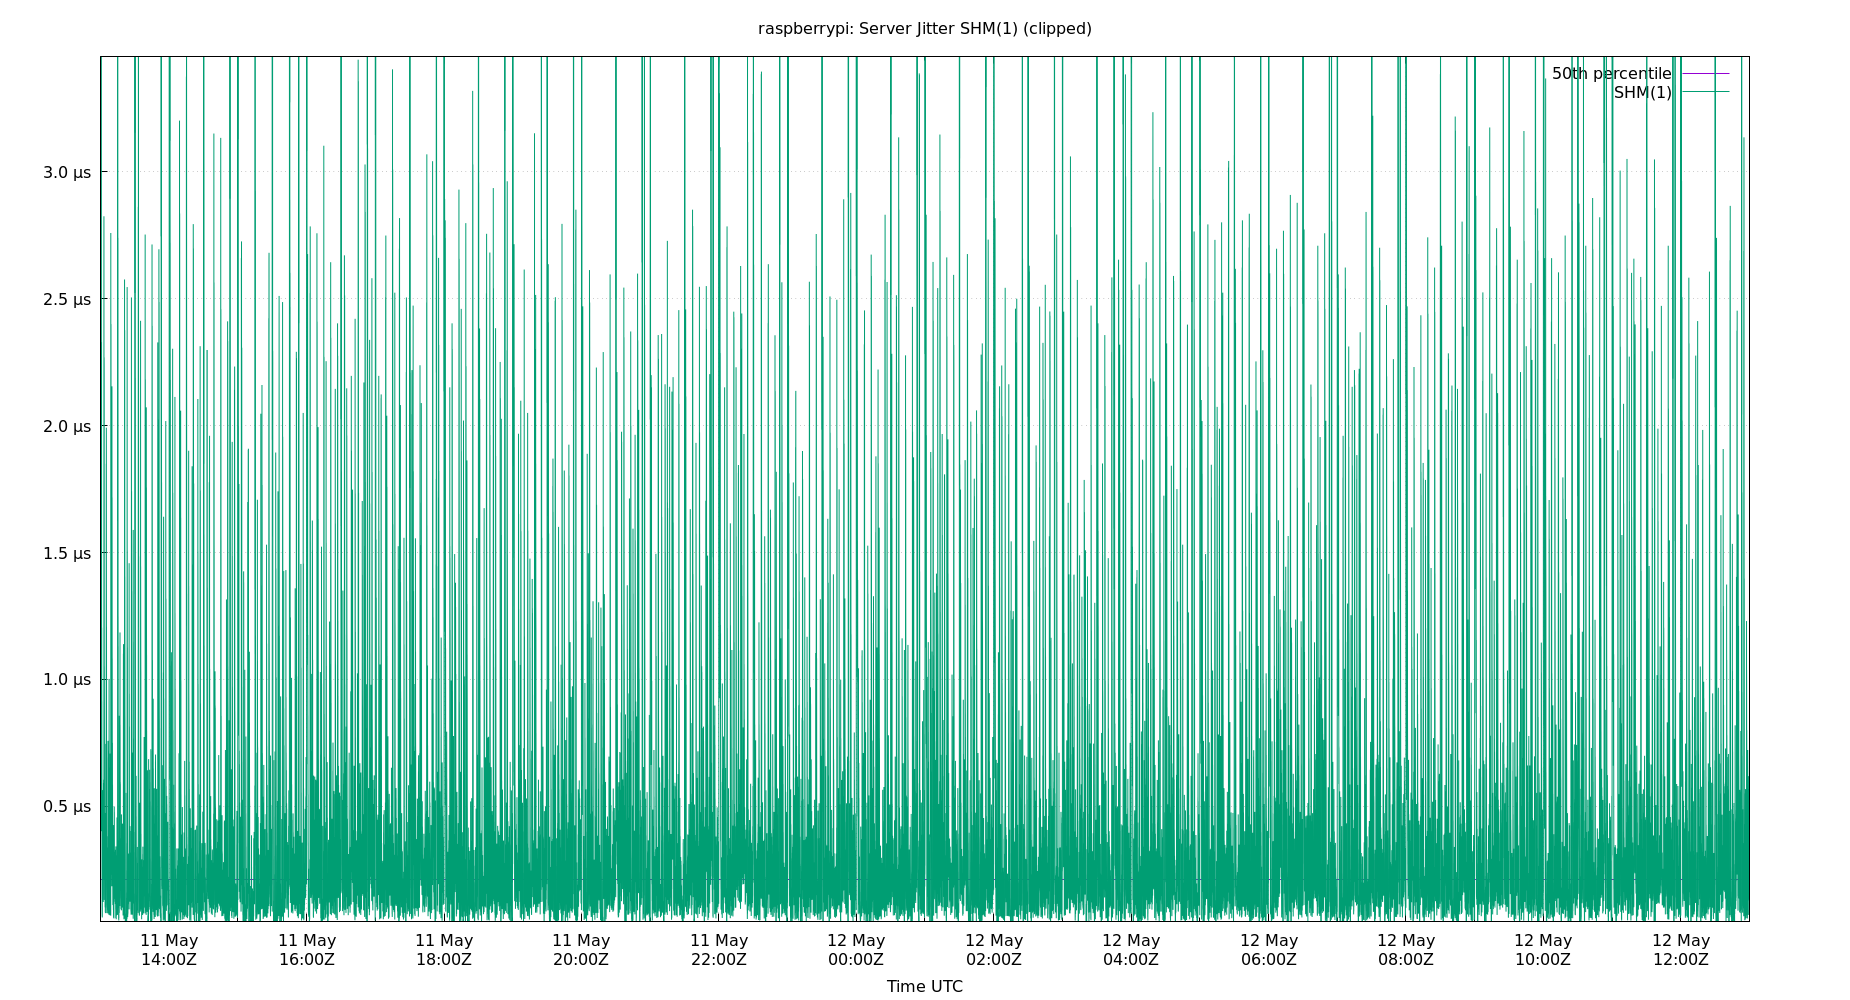 raspberrypi: Server Jitter SHM(1) (clipped)
50th percentile
SHM(1)
3.0 µs
2.5 µs
2.0 µs
1.5 µs
1.0 µs
0.5 µs
11 May 11 May 11 May 11 May 11 May 12 May 12 May 12 May 12 May 12 May 12 May 12 May
14:00Z 16:00Z 18:00Z 20:00Z 22:00Z 00:00Z 02:00Z 04:00Z 06:00Z 08:00Z 10:00Z 12:00Z
Time UTC